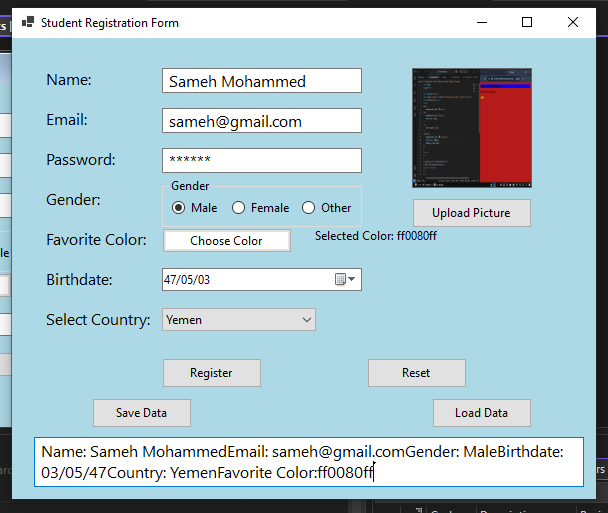 Student Registration Form
Name:
Sameh Mohammed
Email:
sameh@gmail.com
Password:
******
Gender:
Gender
Male
Female
Other
Upload Picture
Favorite Color:
Choose Color
Selected Color: ff0080ff
Birthdate:
47/05/03
Select Country:
Yemen
Register
Reset
Save Data
Load Data
Name: Sameh MohammedEmail: sameh@gmail.comGender: MaleBirthdate:
03/05/47Country: YemenFavorite Color:ff0080ff